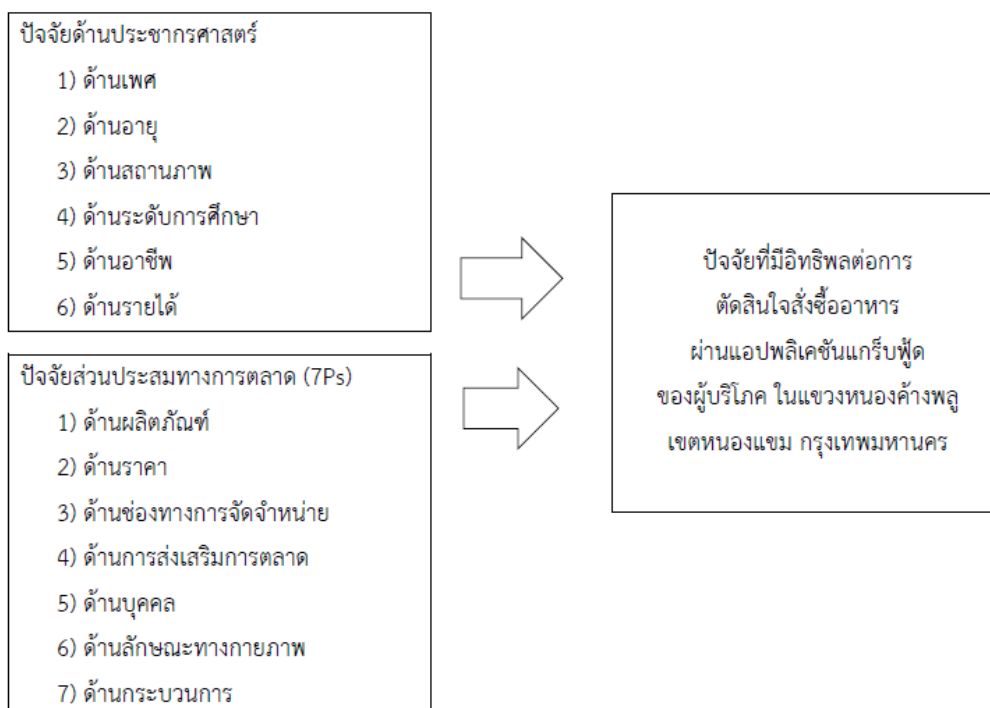 ปัจจัยด้านประชากรศาสตร์
1) ด้านเพศ
2) ด้านอายุ
3) ด้านสถานภาพ
4) ด้านระดับการศึกษา
5) ด้านอาชีพ
6) ด้านรายได้
ปัจจัยส่วนประสมทางการตลาด (7Ps)
1) ด้านผลิตภัณฑ์
2) ด้านราคา
3) ด้านช่องทางการจัดจำหน่าย
4) ด้านการส่งเสริมการตลาด
5) ด้านบุคคล
6) ด้านลักษณะทางกายภาพ
7) ด้านกระบวนการ
ปัจจัยที่มีอิทธิพลต่อการ
ตัดสินใจสั่งซื้ออาหาร
ผ่านแอปพลิเคชันแกร็บฟู้ด
ของผู้บริโภค ในแขวงหนองค้างพลู
เขตหนองแขม กรุงเทพมหานคร